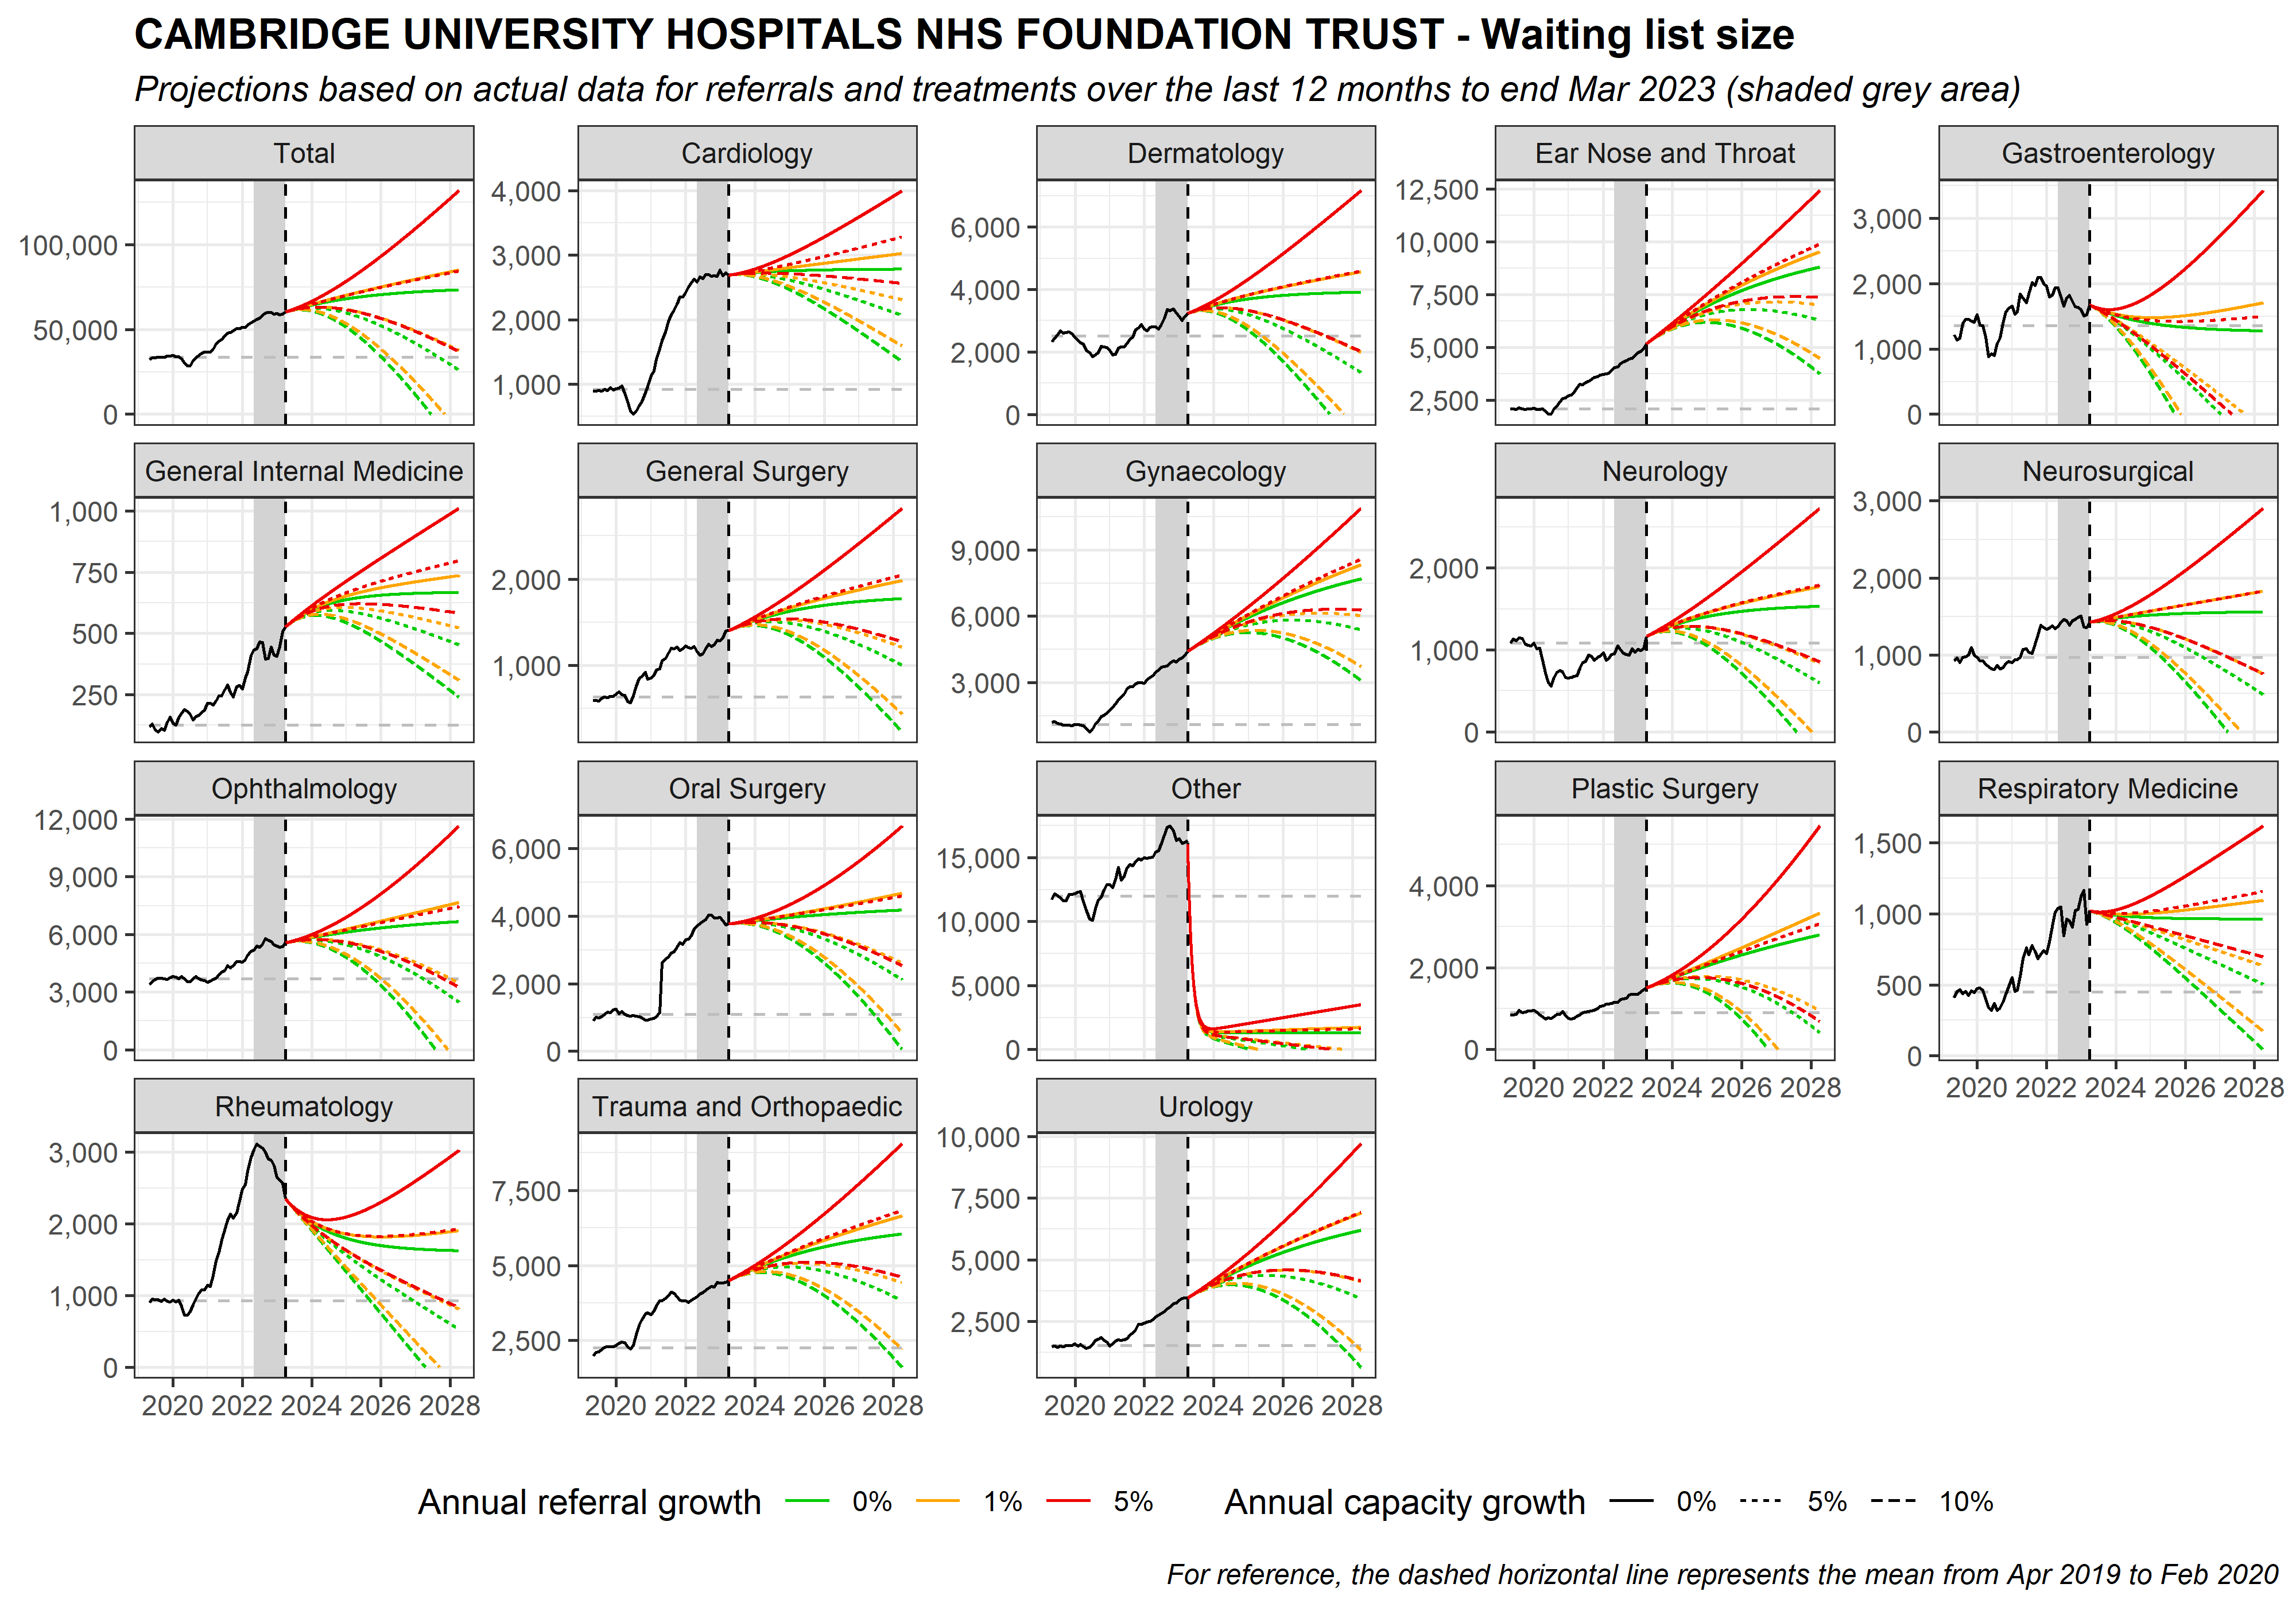 CAMBRIDGE UNIVERSITY HOSPITALS NHS FOUNDATION TRUST - Waiting list size
Projections based on actual data for referrals and treatments over the last 12 months to end Mar 2023 (shaded grey area)
Total
100,000
50,000
0
Cardiology
4,000
3,000
2,000
1,000
Dermatology
6,000
4,000
2,000
0
Ear Nose and Throat
12,500
10,000
7,500
5,000
2,500
Gastroenterology
3,000
2,000
1,000
0
General Internal Medicine
1,000
750
500
250
General Surgery
2,000
1,000
Gynaecology
9,000
6,000
3,000
Neurology
2,000
1,000
0
Neurosurgical
3,000
2,000
1,000
0
Ophthalmology
12,000
9,000
6,000
3,000
0
Oral Surgery
6,000
4,000
2,000
0
Other
15,000
10,000
5,000
0
Plastic Surgery
4,000
2,000
0
2020 2022 2024 2026 2028
Respiratory Medicine
1,500
1,000
500
0
2020 2022 2024 2026 2028
Rheumatology
3,000
2,000
1,000
0
2020 2022 2024 2026 2028
Trauma and Orthopaedic
7,500
5,000
2,500
2020 2022 2024 2026 2028
Urology
10,000
7,500
5,000
2,500
2020 2022 2024 2026 2028
Annual referral growth 0% 1% 5% Annual capacity growth 0% 5% 10%
For reference, the dashed horizontal line represents the mean from Apr 2019 to Feb 2020